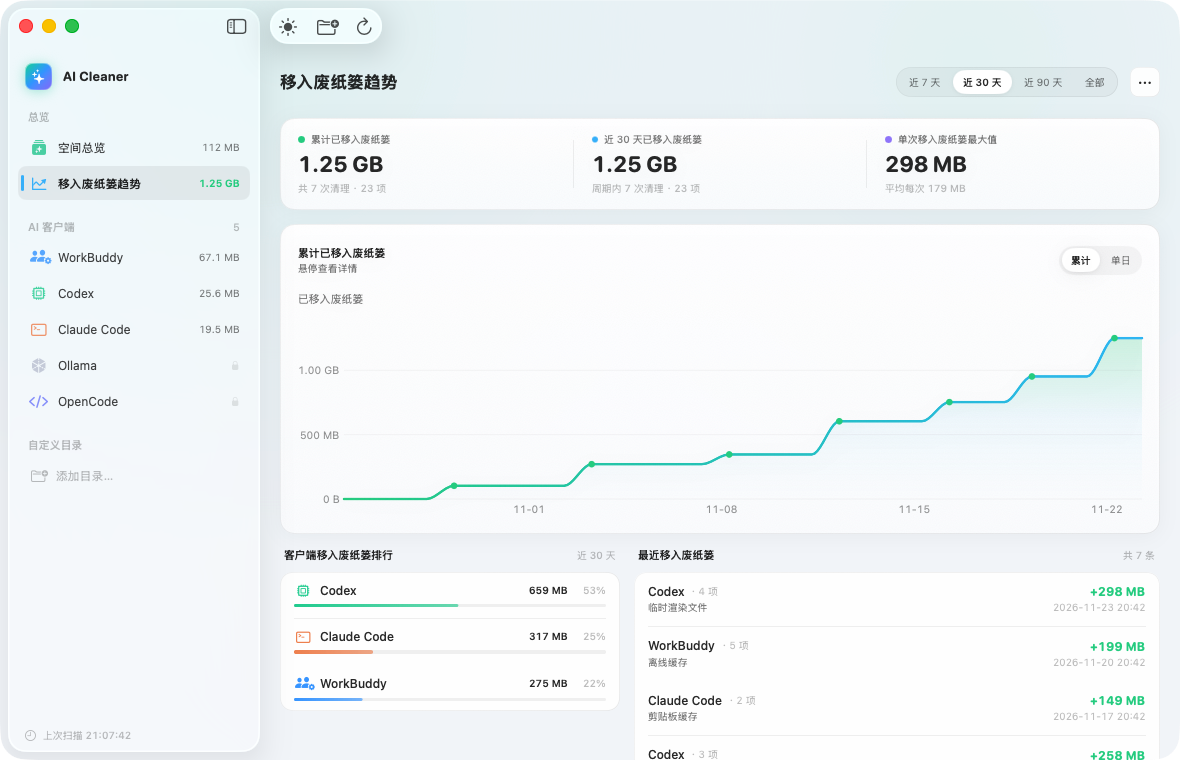 AI Cleaner
总览
空间总览 112 MB
移入废纸篓趋势 1.25 GB
AI 客户端 5
WorkBuddy 67.1 MB
Codex 25.6 MB
Claude Code 19.5 MB
Ollama
OpenCode
自定义目录
添加目录...
上次扫描 21:07:42
移入废纸篓趋势
近 7 天 近 30 天 近 90 天 全部
累计已移入废纸篓
1.25 GB
共 7 次清理 · 23 项
近 30 天已移入废纸篓
1.25 GB
周期内 7 次清理 · 23 项
单次移入废纸篓最大值
298 MB
平均每次 179 MB
累计已移入废纸篓
悬停查看详情
累计 单日
已移入废纸篓
1.00 GB
500 MB
0 B
11-01 11-08 11-15 11-22
客户端移入废纸篓排行 近 30 天
Codex 659 MB 53%
Claude Code 317 MB 25%
WorkBuddy 275 MB 22%
最近移入废纸篓 共 7 条
Codex · 4 项 +298 MB
临时渲染文件 2026-11-23 20:42
WorkBuddy · 5 项 +199 MB
离线缓存 2026-11-20 20:42
Claude Code · 2 项 +149 MB
剪贴板缓存 2026-11-17 20:42
Codex · 3 项 +258 MB